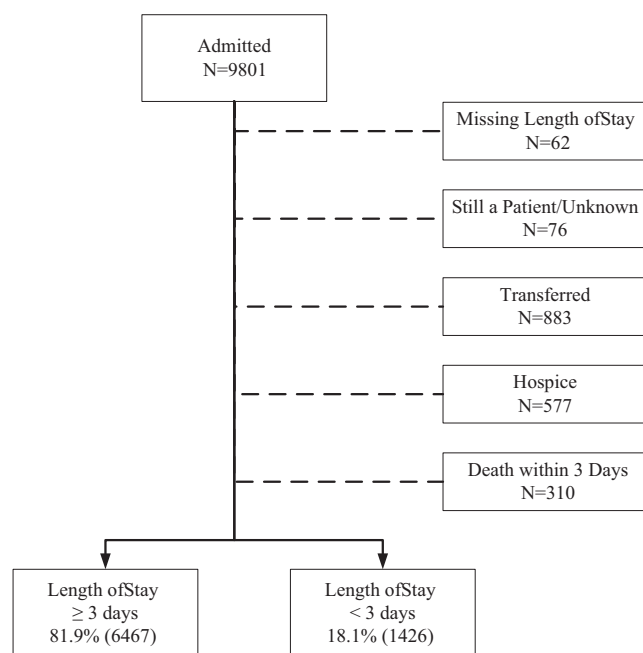 Admitted
N=9801
Missing Length ofStay
N=62
Still a Patient/Unknown
N=76
Transferred
N=883
Hospice
N=577
Death within 3 Days
N=310
Length ofStay
≥ 3 days
81.9% (6467)
Length ofStay
< 3 days
18.1% (1426)